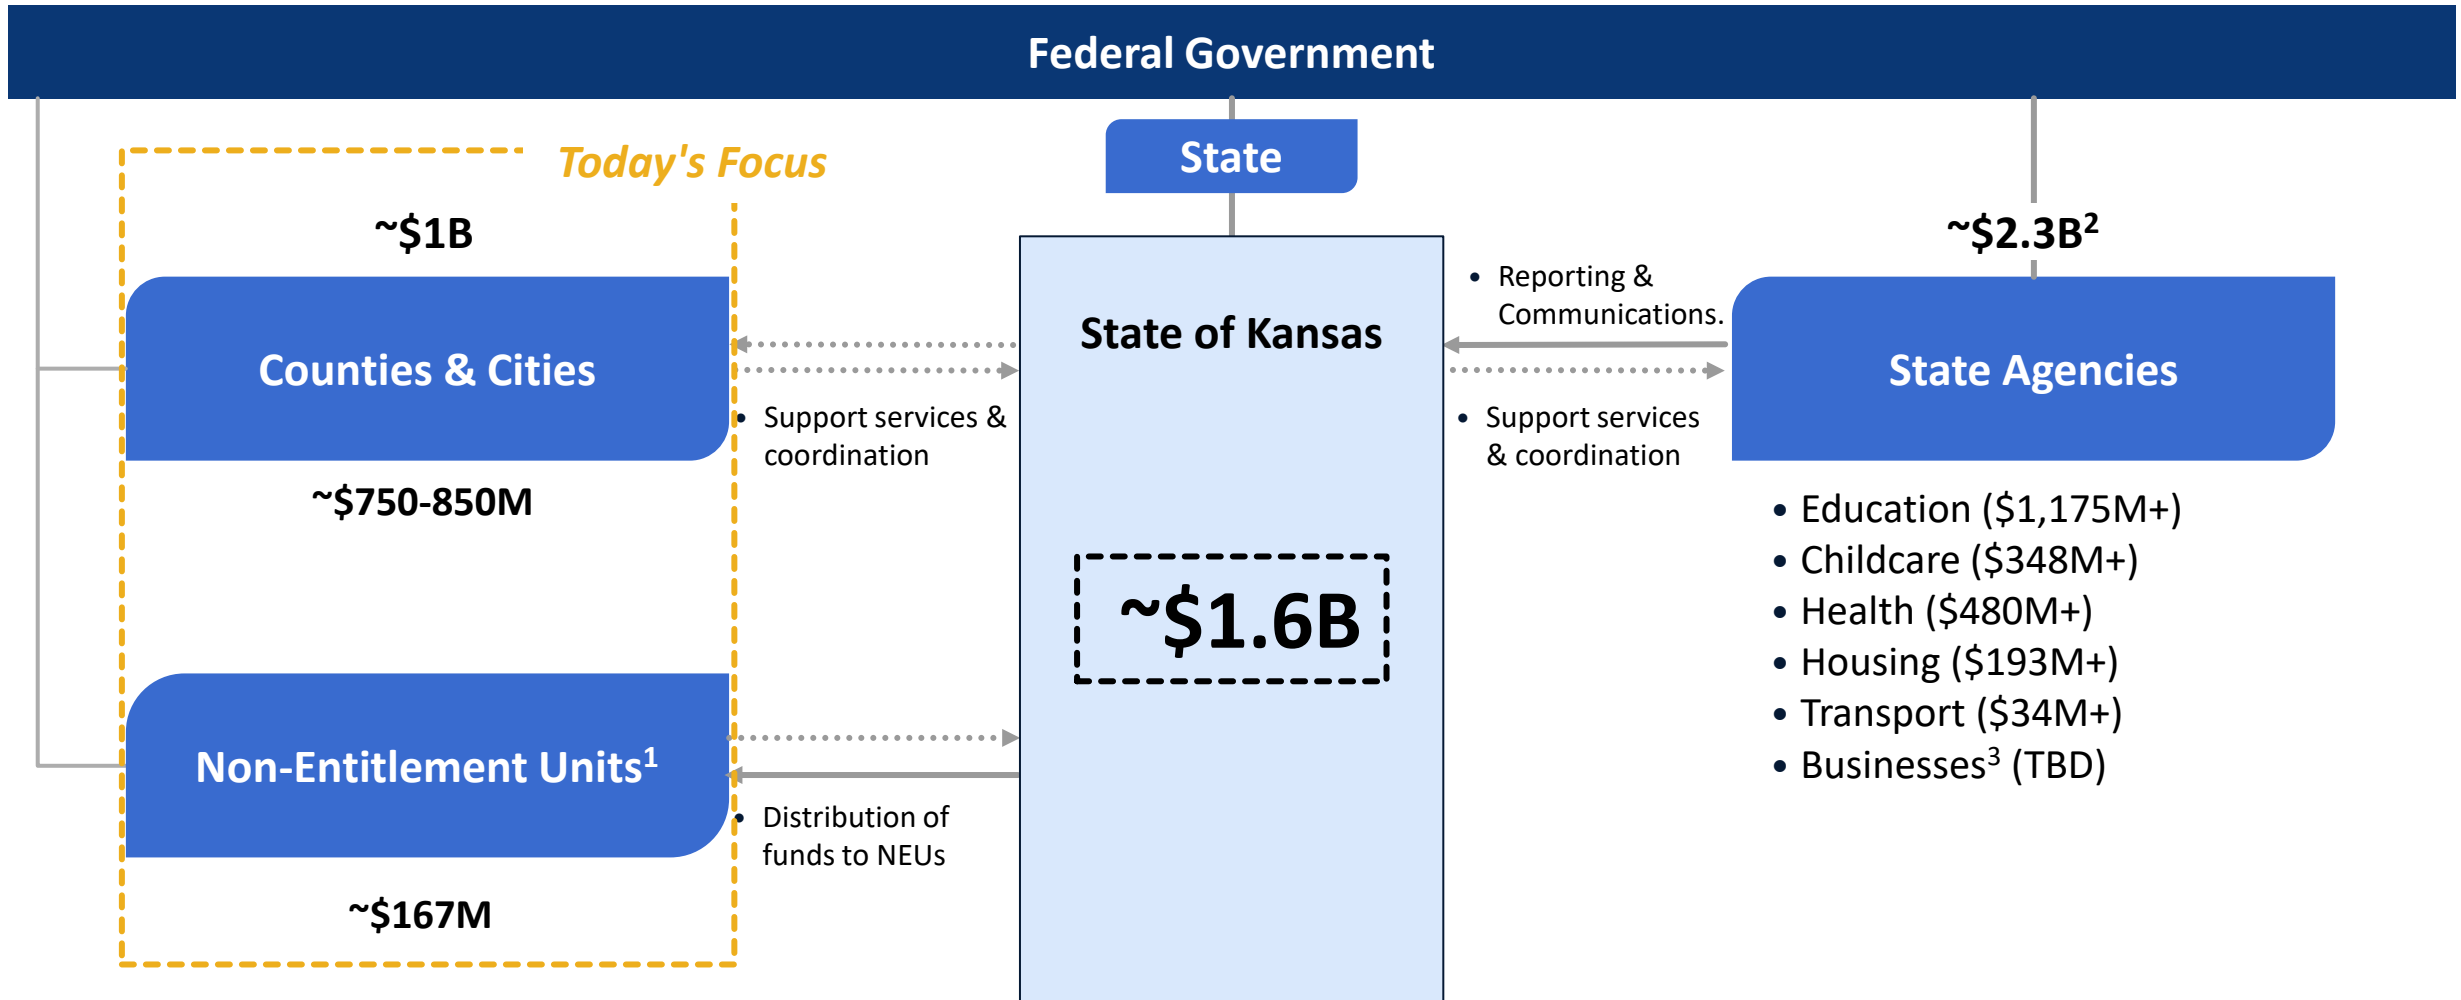 Federal Government
Today's Focus
~$1B
Counties & Cities
~$750-850M
Non-Entitlement Units¹
~$167M
• Support services &
coordination
• Distribution of
funds to NEUs
State
State of Kansas
~$1.6B
• Reporting &
Communications.
• Support services
& coordination
~$2.3B²
State Agencies
• Education ($1,175M+)
• Childcare ($348M+)
• Health ($480M+)
• Housing ($193M+)
• Transport ($34M+)
• Businesses³ (TBD)